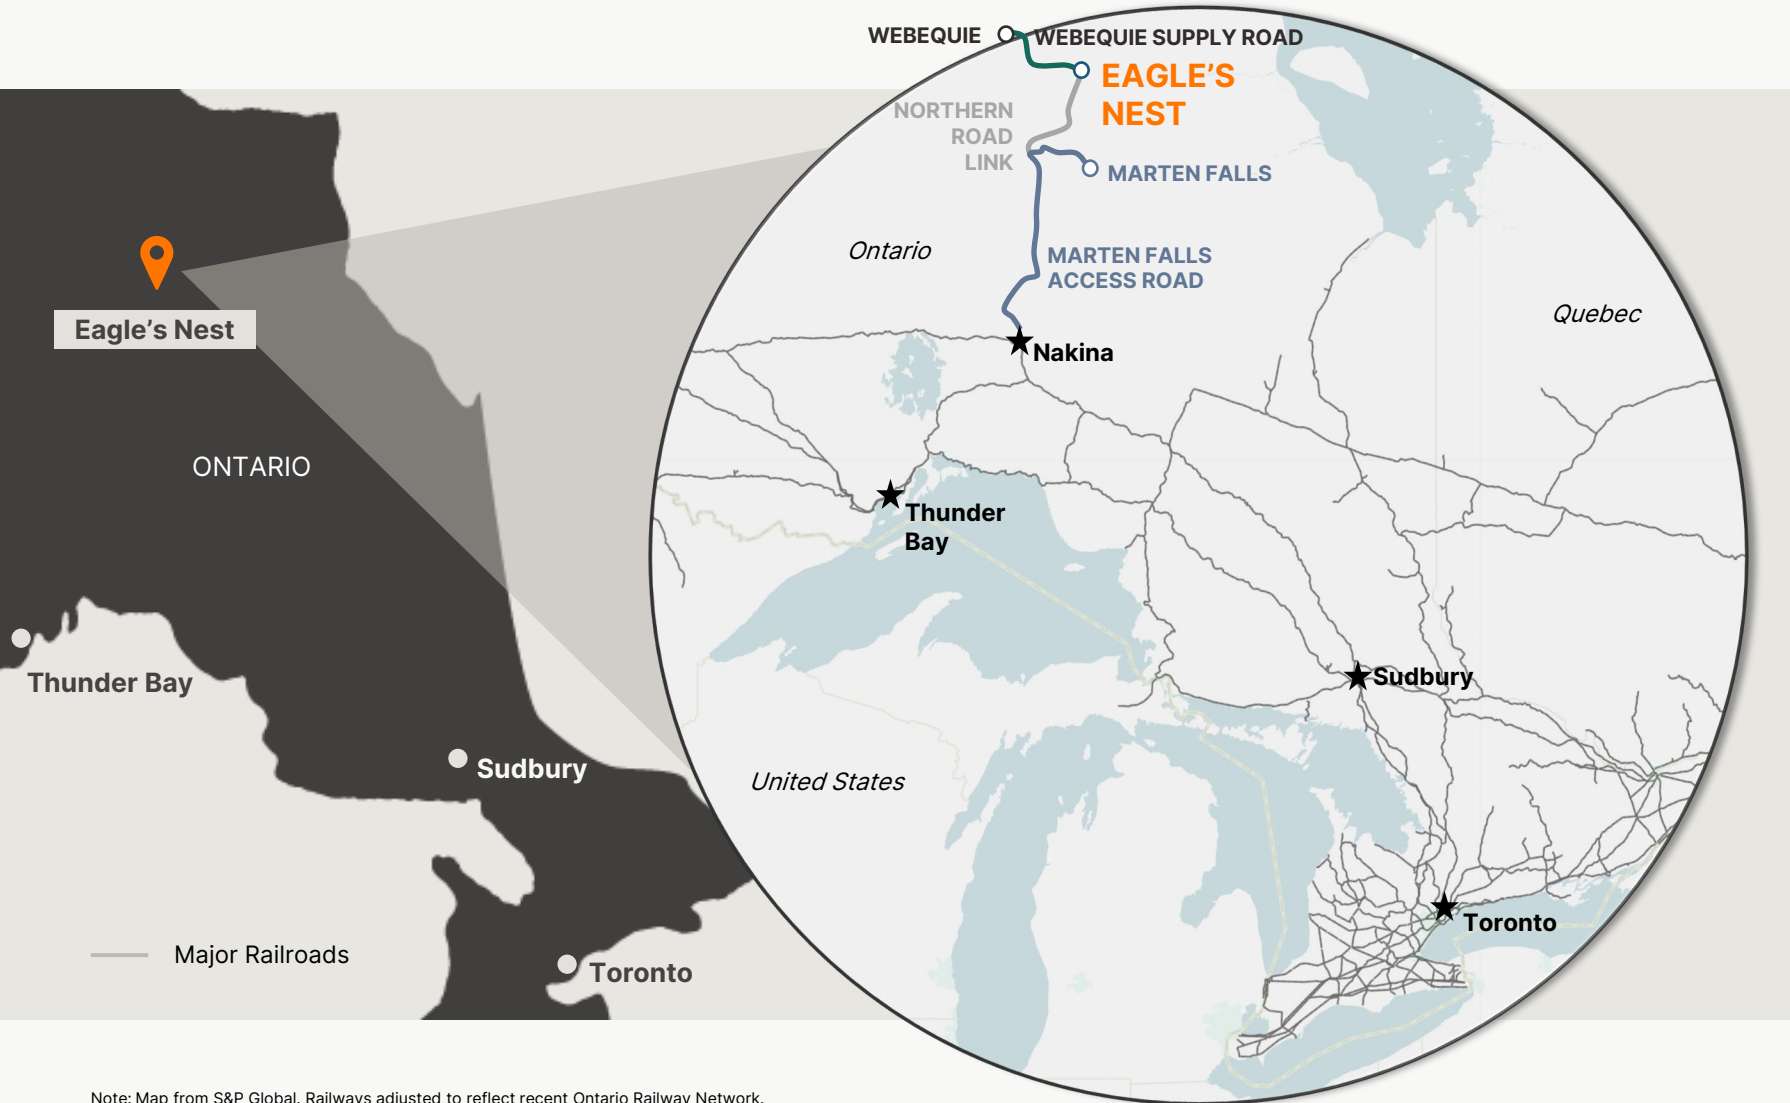 WEBEQUIE
WEBEQUIE SUPPLY ROAD
EAGLE’S
NEST
NORTHERN
ROAD
LINK
MARTEN FALLS
Ontario
MARTEN FALLS
ACCESS ROAD
Quebec
Nakina
Thunder
Bay
Sudbury
United States
Toronto
Eagle’s Nest
ONTARIO
Thunder Bay
Sudbury
Major Railroads
Toronto
Note: Map from S&P Global. Railways adjusted to reflect recent Ontario Railway Network.